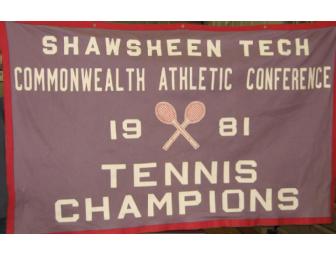 SHAWSHEEN TECH
COMMONWEALTH ATHLETIC CONFERENCE
19 81
TENNIS
CHAMPIONS